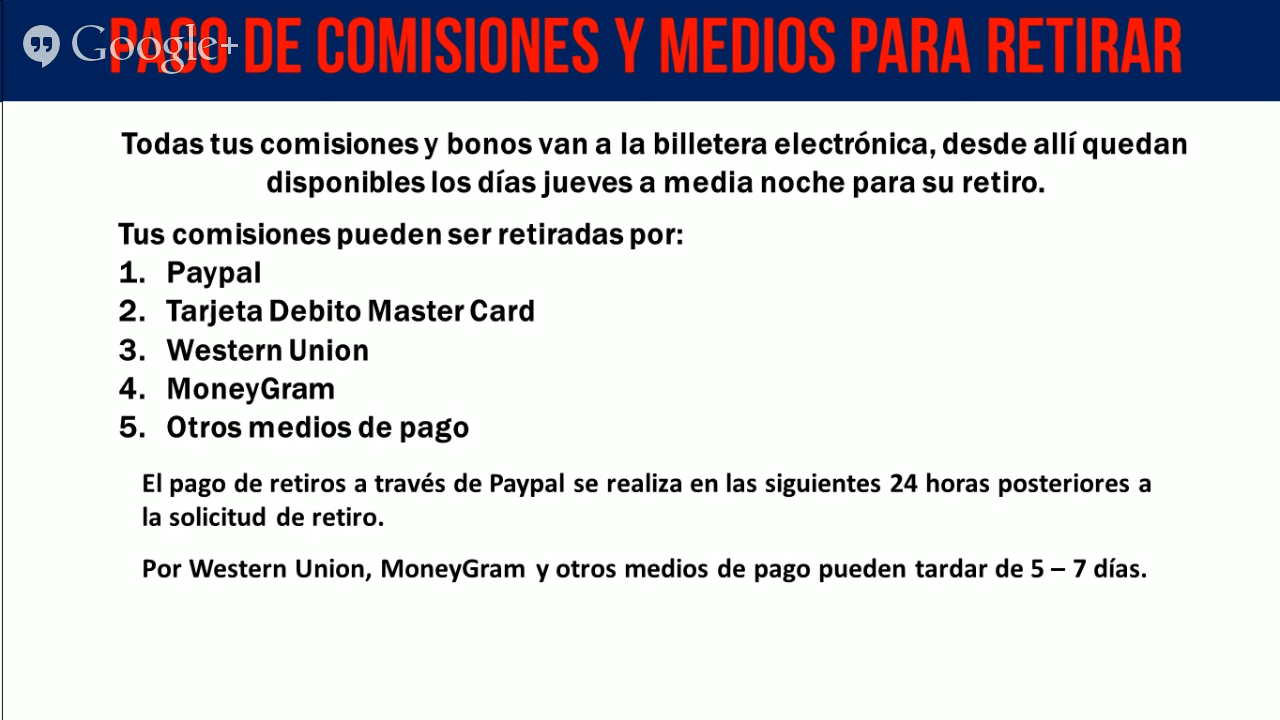 Google+
PAGO DE COMISIONES Y MEDIOS PARA RETIRAR
Todas tus comisiones y bonos van a la billetera electrónica, desde allí quedan
disponibles los días jueves a media noche para su retiro.
Tus comisiones pueden ser retiradas por:
1. Paypal
2. Tarjeta Debito Master Card
3. Western Union
4. MoneyGram
5. Otros medios de pago
El pago de retiros a través de Paypal se realiza en las siguientes 24 horas posteriores a
la solicitud de retiro.
Por Western Union, MoneyGram y otros medios de pago pueden tardar de 5 – 7 días.